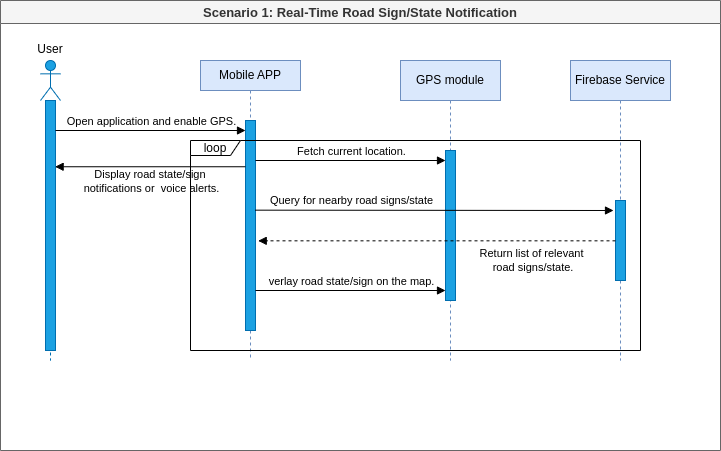 Scenario 1: Real-Time Road Sign/State Notification
User
Mobile APP
GPS module
Firebase Service
Open application and enable GPS.
loop
Fetch current location.
Display road state/sign
notifications or  voice alerts.
Query for nearby road signs/state
Return list of relevant
road signs/state.
verlay road state/sign on the map.